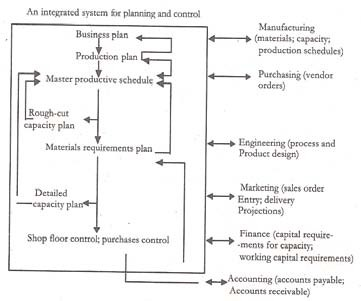 An integrated system for planning and control
Business plan
Production plan
Master productive schedule
Rough-cut
capacity plan
Materials requirements plan
Detailed
capacity plan
Shop floor control; purchases control
Manufacturing
(materials; capacity;
production schedules)
Purchasing (vendor
orders)
Engineering (process and
Product design)
Marketing (sales order
Entry; delivery
Projections)
Finance (capital require-
-ments for capacity;
working capital requirements)
Accounting (accounts payable;
Accounts receivable)